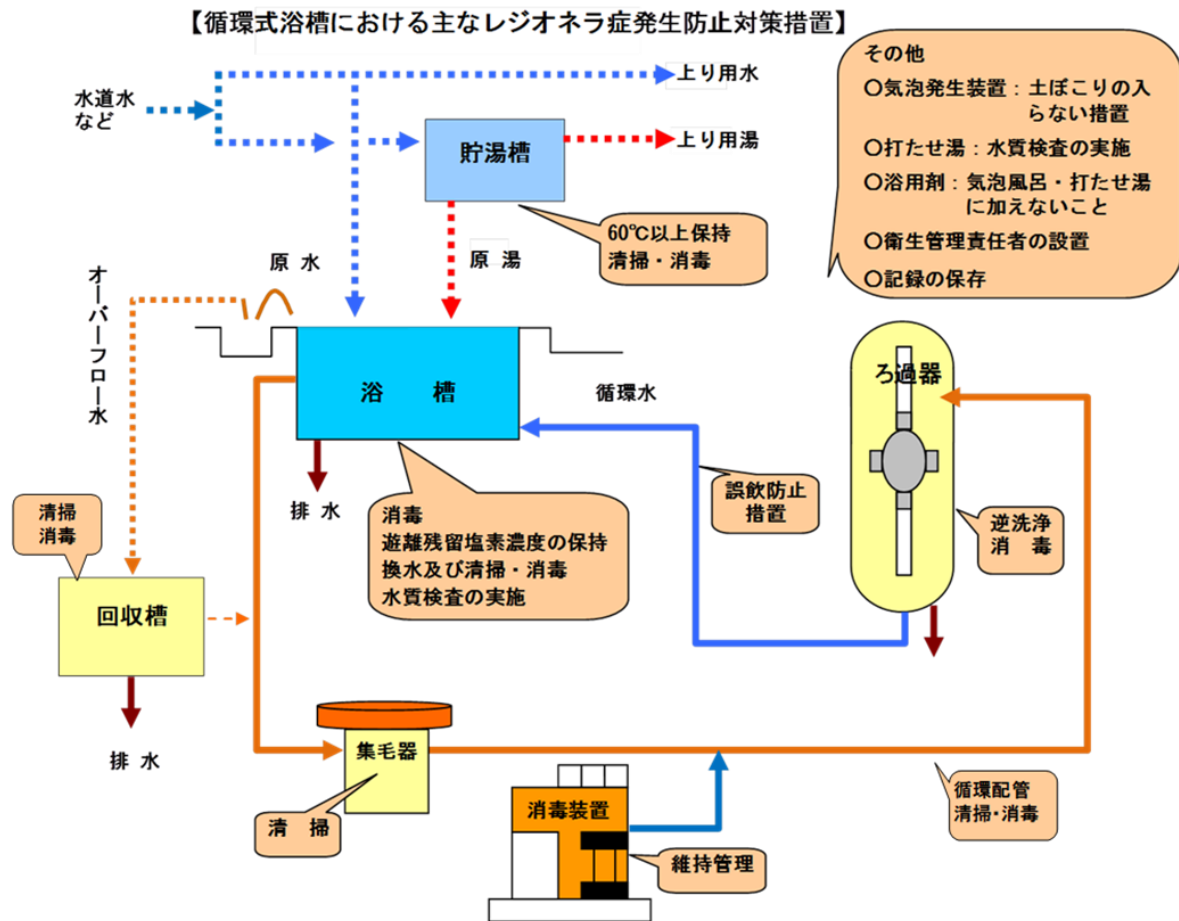 【循環式浴槽における主なレジオネラ症発生防止対策措置】
水道水
など
上り用水
貯湯槽
上り用湯
60℃以上保持
清掃・消毒
原 水
原 湯
その他
〇気泡発生装置：土ぼこりの入
らない措置
〇打たせ湯：水質検査の実施
〇浴用剤：気泡風呂・打たせ湯
に加えないこと
〇衛生管理責任者の設置
〇記録の保存
オーバーフロー水
浴 槽
循環水
ろ過器
排 水
消毒
遊離残留塩素濃度の保持
換水及び清掃・消毒
水質検査の実施
誤飲防止
措置
逆洗浄
消 毒
清掃
消毒
回収槽
排 水
集毛器
清 掃
消毒装置
維持管理
循環配管
清掃・消毒